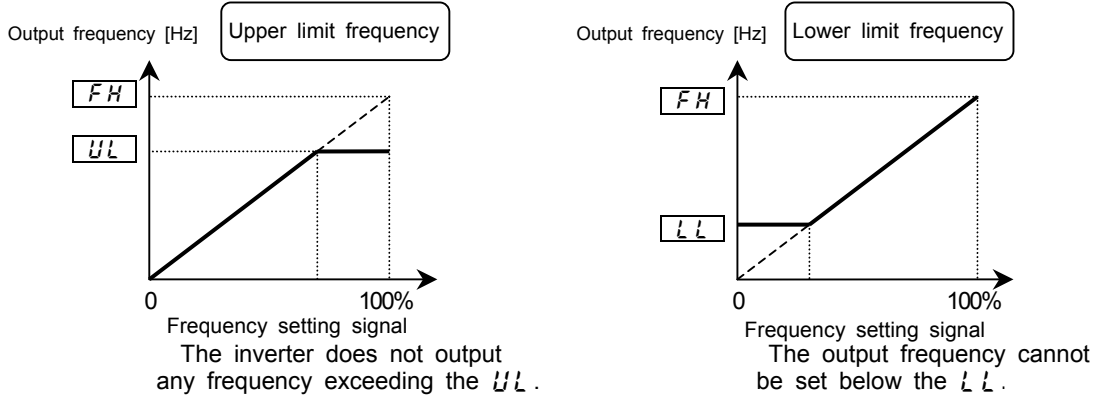 Output frequency [Hz]
Upper limit frequency
FH
UL
0
100%
Frequency setting signal
The inverter does not output
any frequency exceeding the UL.
Output frequency [Hz]
Lower limit frequency
FH
LL
0
100%
Frequency setting signal
The output frequency cannot
be set below the LL.